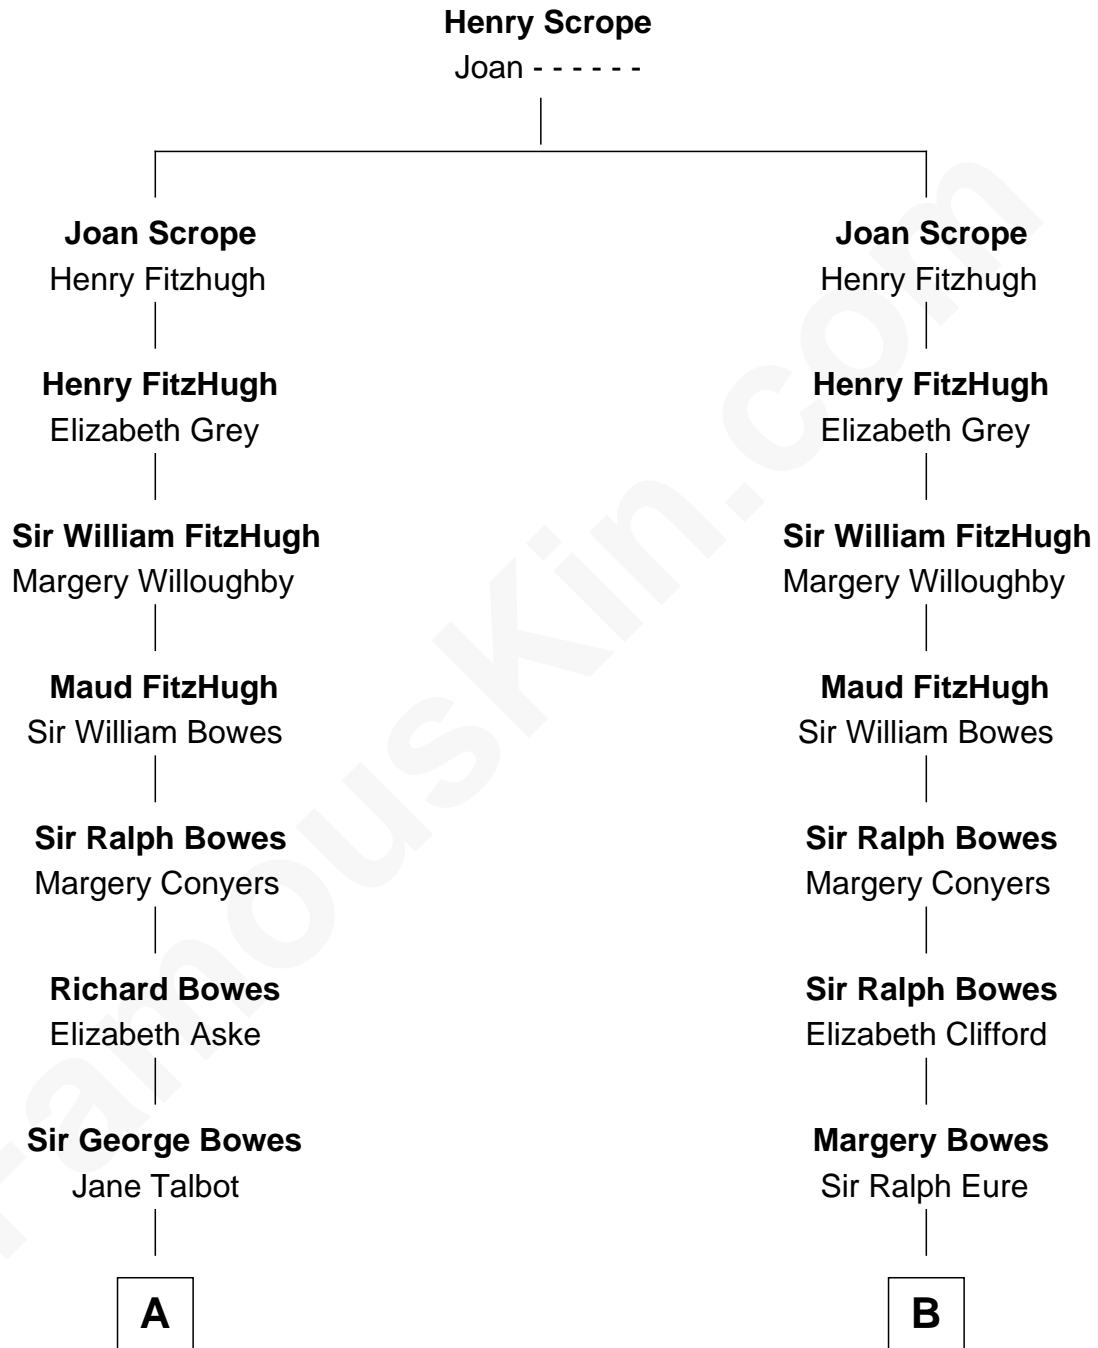 Henry Scrope
Joan - - - - - -
Joan Scrope
Henry Fitzhugh
Joan Scrope
Henry Fitzhugh
Henry FitzHugh
Elizabeth Grey
Henry FitzHugh
Elizabeth Grey
Sir William FitzHugh
Margery Willoughby
Sir William FitzHugh
Margery Willoughby
Maud FitzHugh
Sir William Bowes
Maud FitzHugh
Sir William Bowes
Sir Ralph Bowes
Margery Conyers
Sir Ralph Bowes
Margery Conyers
Richard Bowes
Elizabeth Aske
Sir Ralph Bowes
Elizabeth Clifford
Sir George Bowes
Jane Talbot
Margery Bowes
Sir Ralph Eure
A
B
FamousKin.com